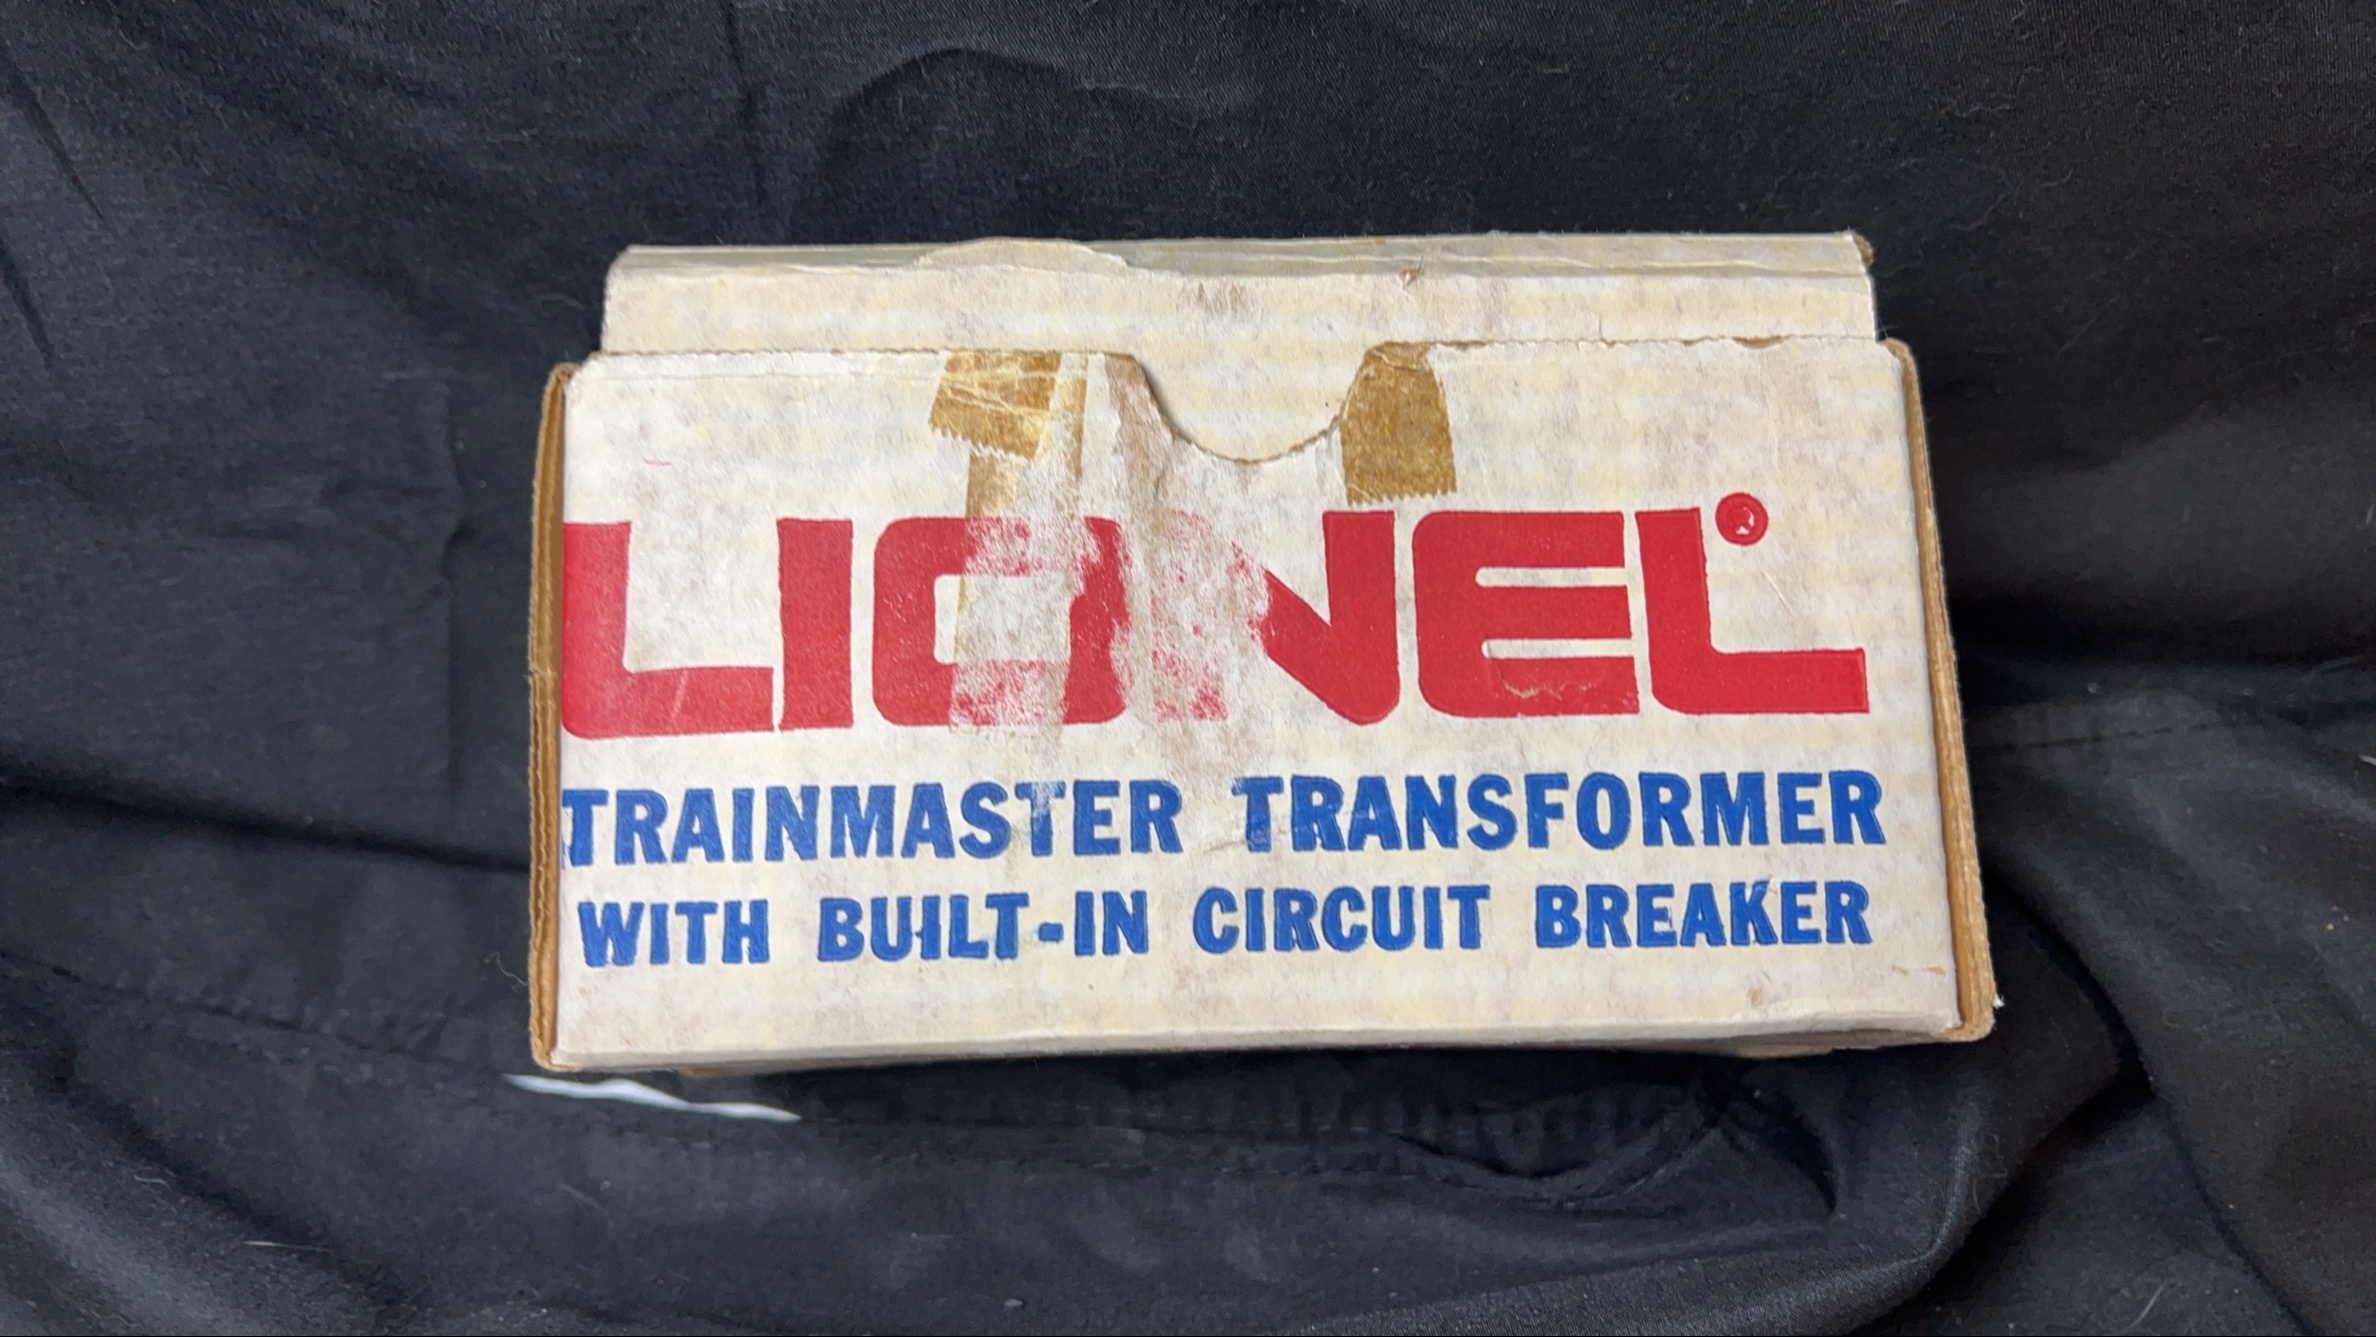 LIONEL®
TRAINMASTER TRANSFORMER
WITH BUILT-IN CIRCUIT BREAKER